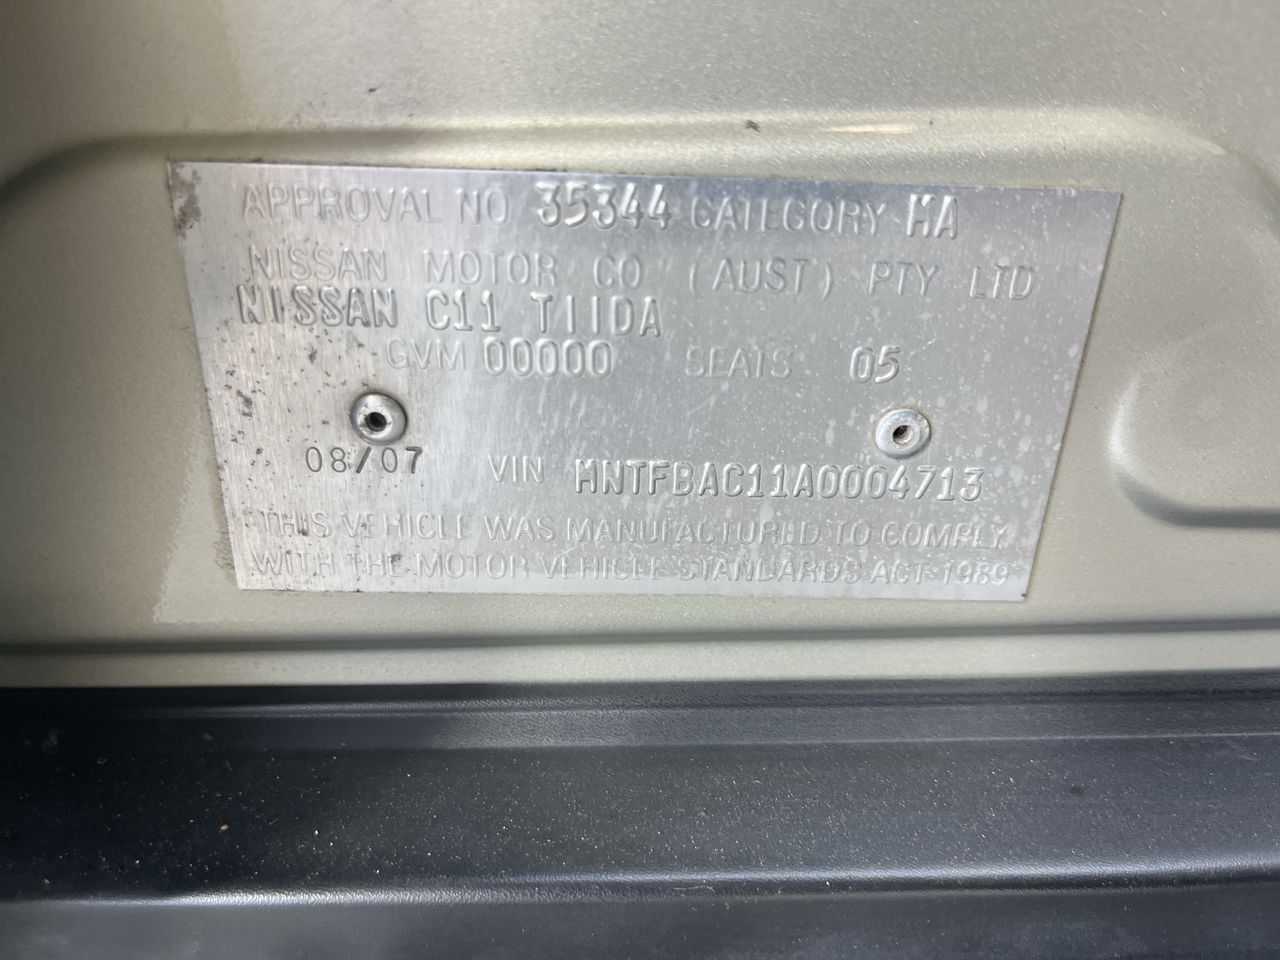 APPROVAL NO 35344 CATEGORY MA
NISSAN MOTOR CO (AUST) PTY LTD
NISSAN C11 TIIDA
GVM 00000 SEATS 05
08/07 VIN MNTFBAC11A0004713
THIS VEHICLE WAS MANUFACTURED TO COMPLY
WITH THE MOTOR VEHICLE STANDARDS ACT 1989